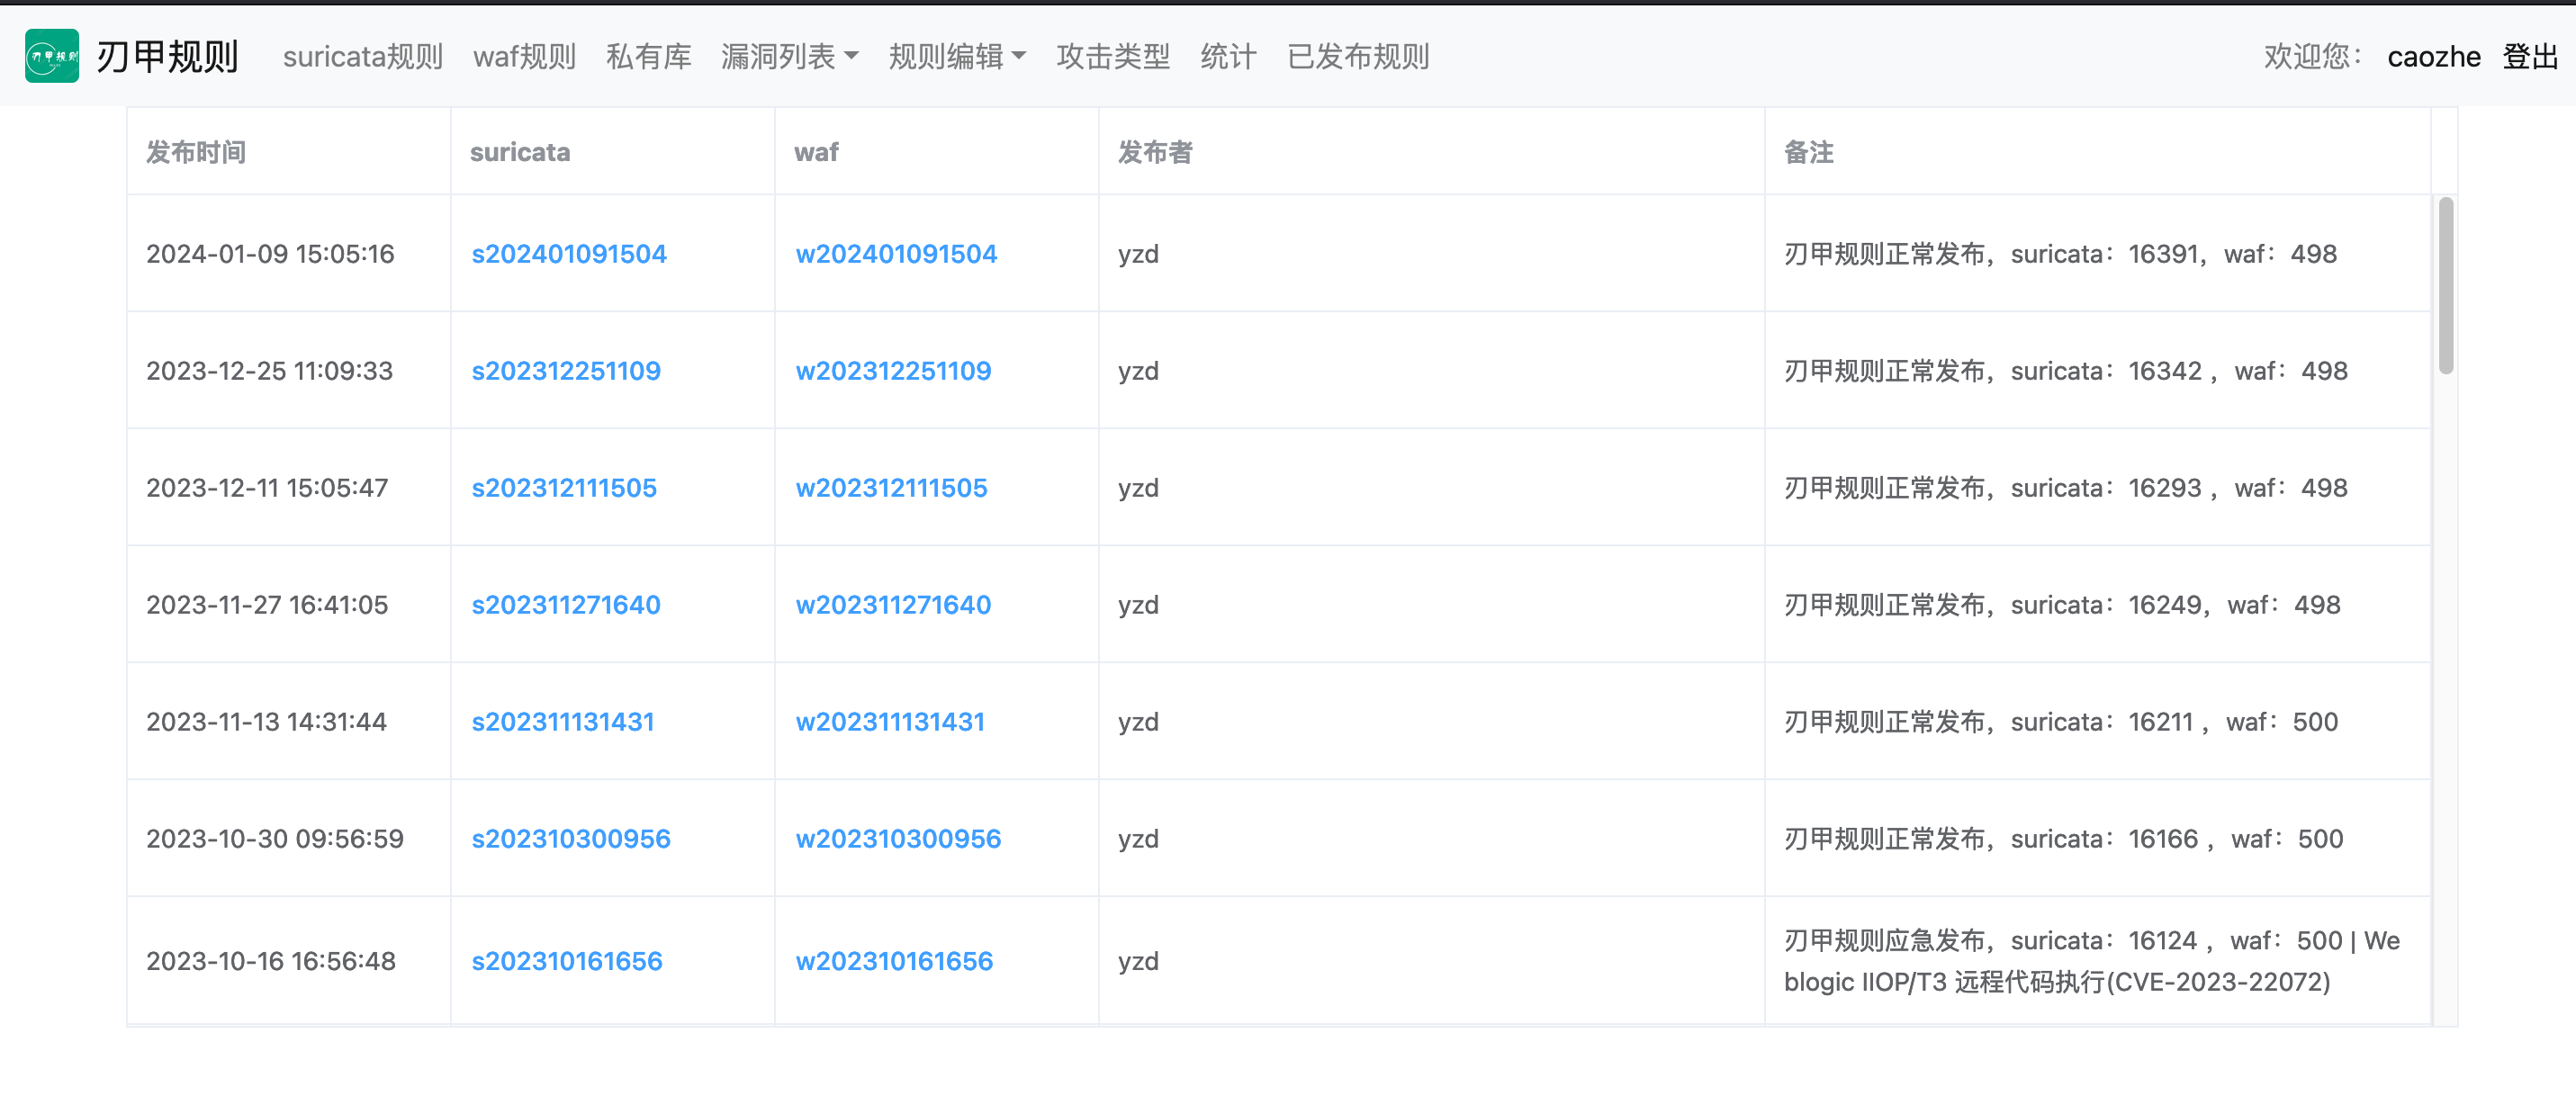 刃甲规则
刃甲规则 suricata规则 waf规则 私有库 漏洞列表 规则编辑 攻击类型 统计 已发布规则 欢迎您： caozhe 登出
发布时间 suricata waf 发布者 备注
2024-01-09 15:05:16 s202401091504 w202401091504 yzd 刃甲规则正常发布，suricata：16391，waf：498
2023-12-25 11:09:33 s202312251109 w202312251109 yzd 刃甲规则正常发布，suricata：16342 ，waf：498
2023-12-11 15:05:47 s202312111505 w202312111505 yzd 刃甲规则正常发布，suricata：16293 ，waf：498
2023-11-27 16:41:05 s202311271640 w202311271640 yzd 刃甲规则正常发布，suricata：16249，waf：498
2023-11-13 14:31:44 s202311131431 w202311131431 yzd 刃甲规则正常发布，suricata：16211 ，waf：500
2023-10-30 09:56:59 s202310300956 w202310300956 yzd 刃甲规则正常发布，suricata：16166 ，waf：500
2023-10-16 16:56:48 s202310161656 w202310161656 yzd 刃甲规则应急发布，suricata：16124 ，waf：500 | We
blogic IIOP/T3 远程代码执行(CVE-2023-22072)